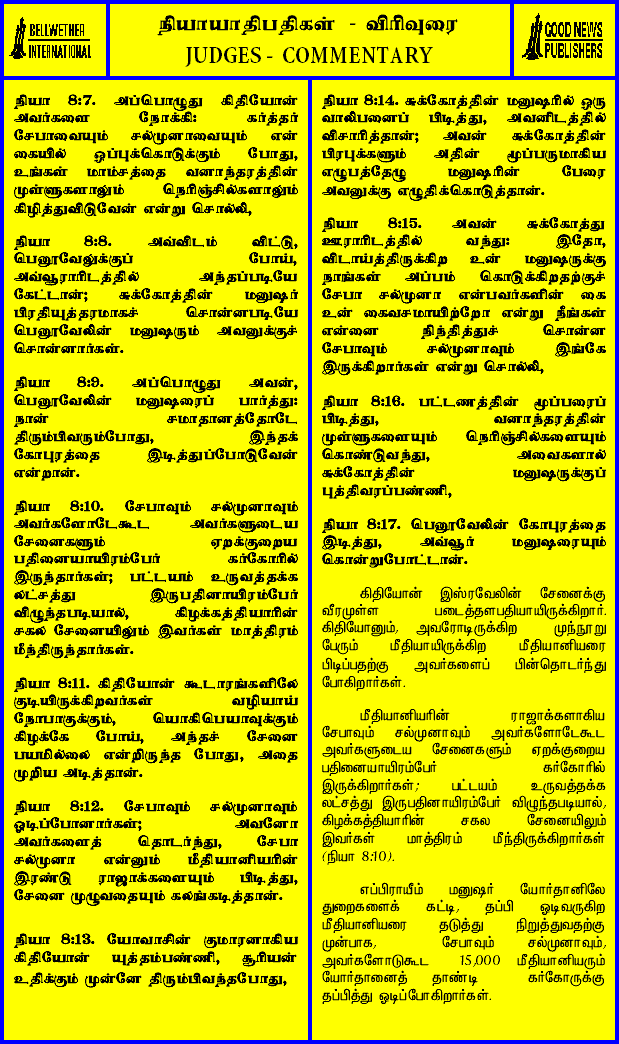 BELLWETHER
INTERNATIONAL
நியாயாதிபதிகள் - விரிவுரை
JUDGES - COMMENTARY
GOOD NEWS
PUBLISHERS
நியா 8:7. அப்பொழுது கிதியோன்
அவர்களை நோக்கி: கர்த்தர்
சேபாவையும் சல்முனாவையும் என்
கையில் ஒப்புக்கொடுக்கும் போது,
உங்கள் மாம்சத்தை வனாந்தரத்தின்
முள்ளுகளாலும் நெரிஞ்சில்களாலும்
கிழித்துவிடுவேன் என்று சொல்லி,
நியா 8:8. அவ்விடம் விட்டு,
பெனூவேலுக்குப் போய்,
அவ்வூராரிடத்தில் அந்தப்படியே
கேட்டான்; சுக்கோத்தின் மனுஷர்
பிரதியுத்தரமாகச் சொன்னபடியே
பெனூவேலின் மனுஷரும் அவனுக்குச்
சொன்னார்கள்.
நியா 8:9. அப்பொழுது அவன்,
பெனூவேலின் மனுஷரைப் பார்த்து:
நான் சமாதானத்தோடே
திரும்பிவரும்போது, இந்தக்
கோபுரத்தை இடித்துப்போடுவேன்
என்றான்.
நியா 8:10. சேபாவும் சல்முனாவும்
அவர்களோடேகூட அவர்களுடைய
சேனைகளும் ஏறக்குறைய
பதினையாயிரம்பேர் கர்கோரில்
இருந்தார்கள்; பட்டயம் உருவத்தக்க
லட்சத்து இருபதினாயிரம்பேர்
விழுந்தபடியால், கிழக்கத்தியாரின்
சகல சேனையிலும் இவர்கள் மாத்திரம்
மீந்திருந்தார்கள்.
நியா 8:11. கிதியோன் கூடாரங்களிலே
குடியிருக்கிறவர்கள் வழியாய்
நோபாகுக்கும், யொகிபெயாவுக்கும்
கிழக்கே போய், அந்தச் சேனை
பயமில்லை என்றிருந்த போது, அதை
முறிய அடித்தான்.
நியா 8:12. சேபாவும் சல்முனாவும்
ஓடிப்போனார்கள்; அவனோ
அவர்களைத் தொடர்ந்து, சேபா
சல்முனா என்னும் மீதியானியரின்
இரண்டு ராஜாக்களையும் பிடித்து,
சேனை முழுவதையும் கலங்கடித்தான்.
நியா 8:13. யோவாசின் குமாரனாகிய
கிதியோன் யுத்தம்பண்ணி, சூரியன்
உதிக்கும் முன்னே திரும்பிவந்தபோது,
நியா 8:14. சுக்கோத்தின் மனுஷரில் ஒரு
வாலிபனைப் பிடித்து, அவனிடத்தில்
விசாரித்தான்; அவன் சுக்கோத்தின்
பிரபுக்களும் அதின் மூப்பருமாகிய
எழுபத்தேழு மனுஷரின் பேரை
அவனுக்கு எழுதிக்கொடுத்தான்.
நியா 8:15. அவன் சுக்கோத்து
ஊராரிடத்தில் வந்து: இதோ,
விடாய்த்திருக்கிற உன் மனுஷருக்கு
நாங்கள் அப்பம் கொடுக்கிறதற்குச்
சேபா சல்முனா என்பவர்களின் கை
உன் கைவசமாயிற்றோ என்று நீங்கள்
என்னை நிந்தித்துச் சொன்ன
சேபாவும் சல்முனாவும் இங்கே
இருக்கிறார்கள் என்று சொல்லி,
நியா 8:16. பட்டணத்தின் மூப்பரைப்
பிடித்து, வனாந்தரத்தின்
முள்ளுகளையும் நெரிஞ்சில்களையும்
கொண்டுவந்து, அவைகளால்
சுக்கோத்தின் மனுஷருக்குப்
புத்திவரப்பண்ணி,
நியா 8:17. பெனூவேலின் கோபுரத்தை
இடித்து, அவ்வூர் மனுஷரையும்
கொன்றுபோட்டான்.
கிதியோன் இஸ்ரவேலின் சேனைக்கு
வீரமுள்ள படைத்தளபதியாயிருக்கிறார்.
கிதியோனும், அவரோடிருக்கிற முந்நூறு
பேரும் மீதியாயிருக்கிற மீதியானியரை
பிடிப்பதற்கு அவர்களைப் பின்தொடர்ந்து
போகிறார்கள்.
மீதியானியரின் ராஜாக்களாகிய
சேபாவும் சல்முனாவும் அவர்களோடேகூட
அவர்களுடைய சேனைகளும் ஏறக்குறைய
பதினையாயிரம்பேர் கர்கோரில்
இருக்கிறார்கள்; பட்டயம் உருவத்தக்க
லட்சத்து இருபதினாயிரம்பேர் விழுந்தபடியால்,
கிழக்கத்தியாரின் சகல சேனையிலும்
இவர்கள் மாத்திரம் மீந்திருக்கிறார்கள்
(நியா 8:10).
எப்பிராயீம் மனுஷர் யோர்தானிலே
துறைகளைக் கட்டி, தப்பி ஓடிவருகிற
மீதியானியரை தடுத்து நிறுத்துவதற்கு
முன்பாக, சேபாவும் சல்முனாவும்,
அவர்களோடுகூட 15,000 மீதியானியரும்
யோர்தானைத் தாண்டி கர்கோருக்கு
தப்பித்து ஓடிப்போகிறார்கள்.